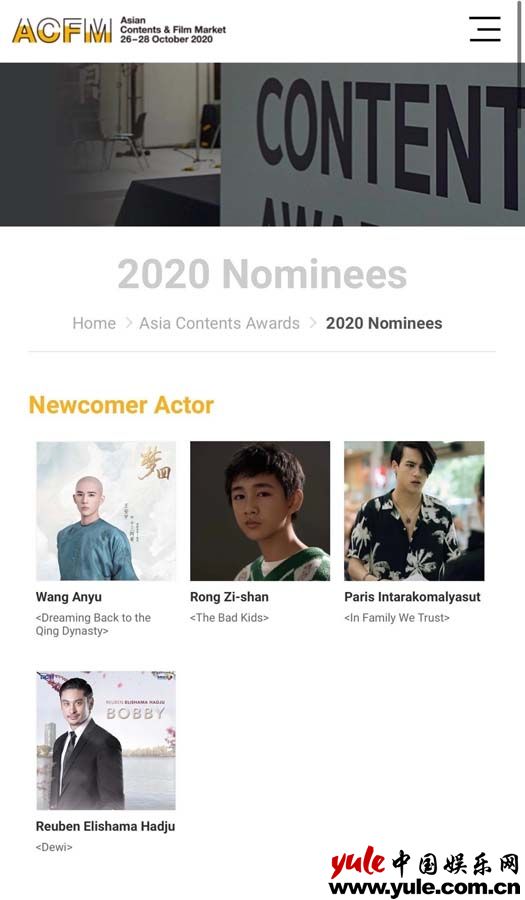 ACFM
Asian
Contents & Film Market
26–28 October 2020
CONTENT
AWA
2020 Nominees
Home > Asia Contents Awards > 2020 Nominees
Newcomer Actor
梦回
Wang Anyu
<Dreaming Back to the
Qing Dynasty>
Rong Zi-shan
<The Bad Kids>
Paris Intarakomalyasut
<In Family We Trust>
REUBEN ELISHAMA HADJU
BOBBY
Reuben Elishama Hadju
<Dewi>
yule 中国娱乐网
www.yule.com.cn